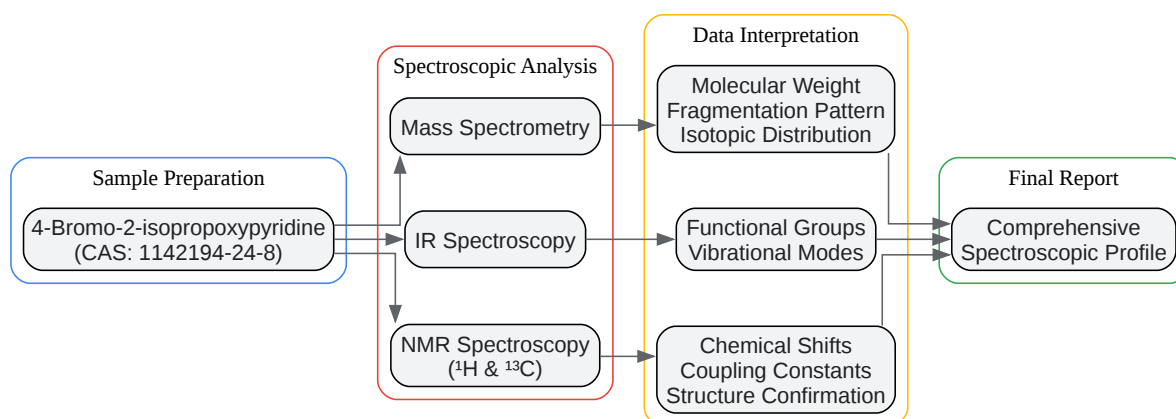 Sample Preparation
4-Bromo-2-isopropoxypyridine
(CAS: 1142194-24-8)
Spectroscopic Analysis
Mass Spectrometry
IR Spectroscopy
NMR Spectroscopy
(¹H & ¹³C)
Data Interpretation
Molecular Weight
Fragmentation Pattern
Isotopic Distribution
Functional Groups
Vibrational Modes
Chemical Shifts
Coupling Constants
Structure Confirmation
Final Report
Comprehensive
Spectroscopic Profile